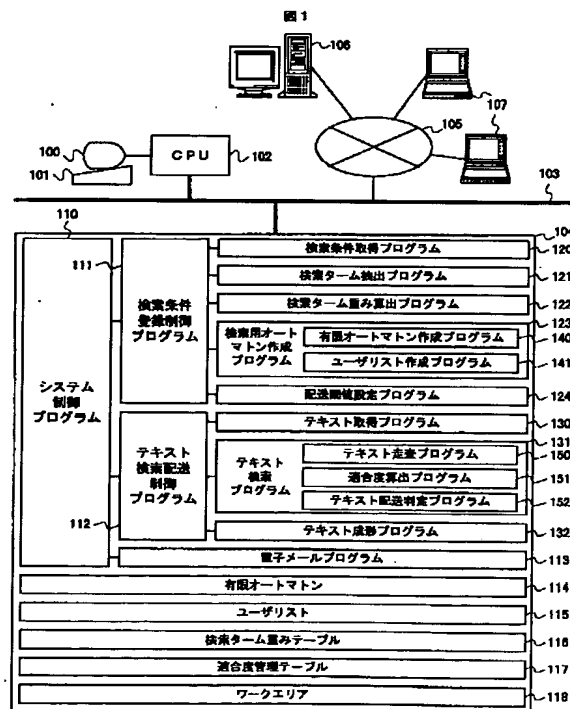 図1
106
107
100
101
CPU
102
105
103
104
110
111
検索条件取得プログラム
120
検索ターム抽出プログラム
121
検索ターム重み算出プログラム
122
検索条件
登録制御
プログラム
123
検索用オート
マトン作成
プログラム
有限オートマトン作成プログラム
140
ユーザリスト作成プログラム
141
配送閾値設定プログラム
124
システム
制御
プログラム
テキスト取得プログラム
130
131
テキスト
検索配送
制御
プログラム
テキスト
検索
プログラム
テキスト走査プログラム
150
適合度算出プログラム
151
テキスト配送判定プログラム
152
112
テキスト成形プログラム
132
電子メールプログラム
113
有限オートマトン
114
ユーザリスト
115
検索ターム重みテーブル
116
適合度管理テーブル
117
ワークエリア
118